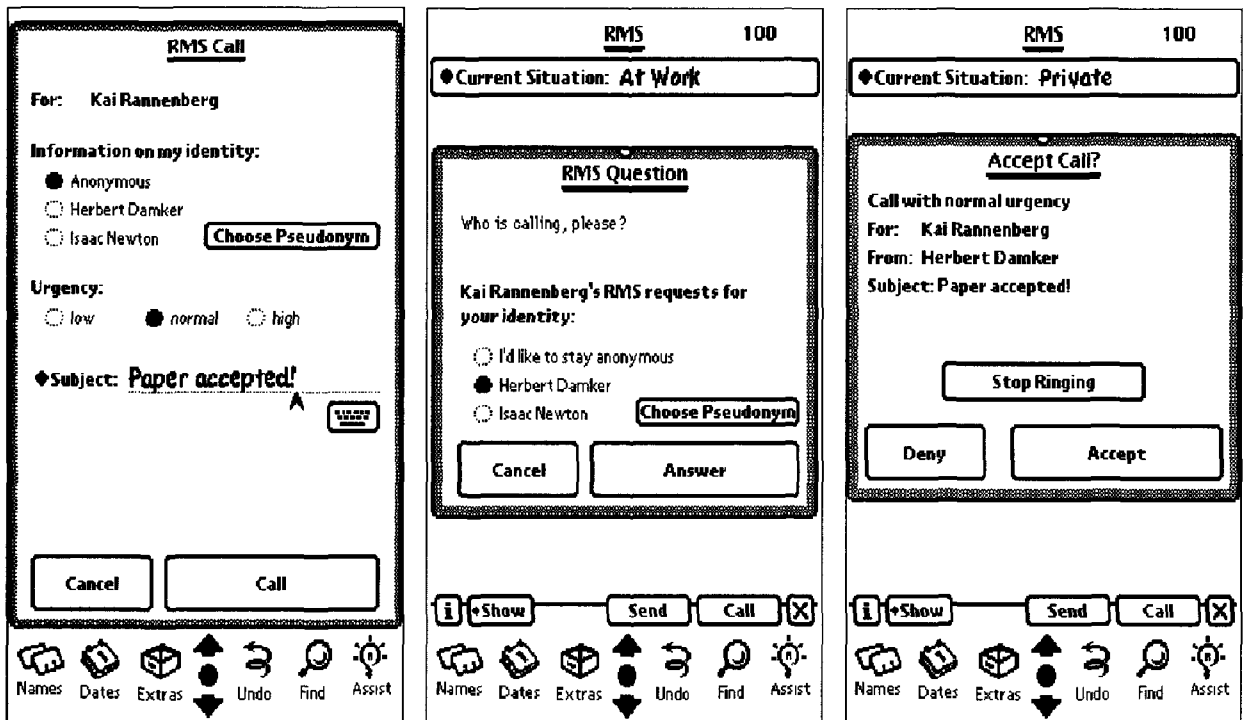 RMS Call
For: Kai Rannenberg
Information on my identity:
Anonymous
Herbert Damker
Isaac Newton Choose Pseudonym
Urgency:
low normal high
Subject: Paper accepted!
Cancel Call
Names Dates Extras Undo Find Assist
RMS 100
Current Situation: At Work
RMS Question
Who is calling, please?
Kai Rannenberg's RMS requests for
your identity:
I'd like to stay anonymous
Herbert Damker
Isaac Newton Choose Pseudonym
Cancel Answer
i Show Send Call X
Names Dates Extras Undo Find Assist
RMS 100
Current Situation: Private
Accept Call?
Call with normal urgency
For: Kai Rannenberg
From: Herbert Damker
Subject: Paper accepted!
Stop Ringing
Deny Accept
i Show Send Call X
Names Dates Extras Undo Find Assist